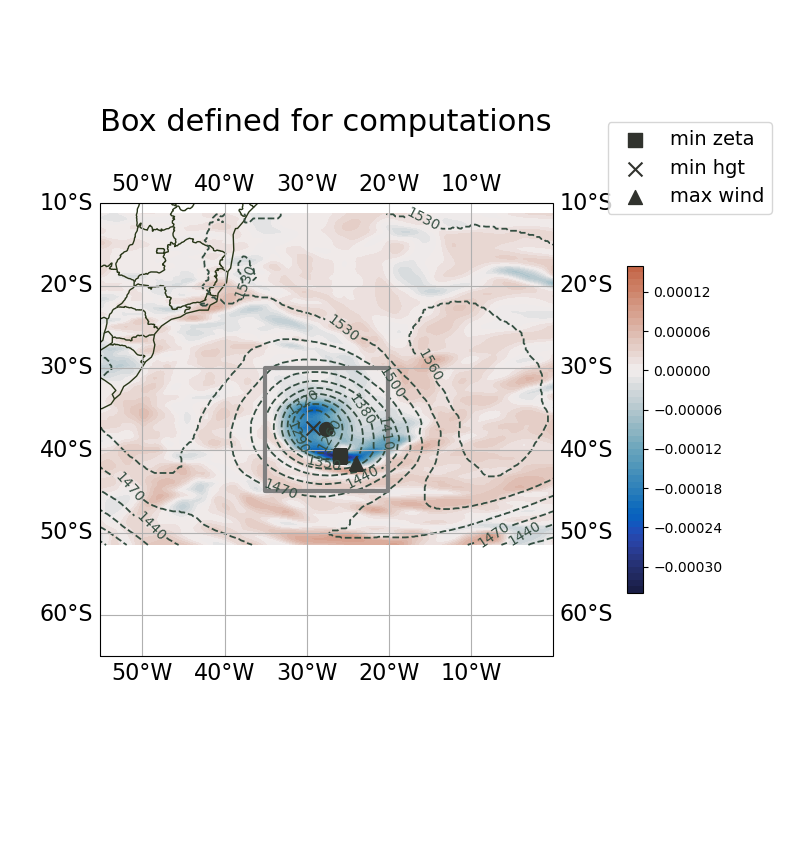 Box defined for computations
min zeta
min hgt
max wind
50°W 40°W 30°W 20°W 10°W
10°S 10°S
20°S 20°S
30°S 30°S
40°S 40°S
50°S 50°S
60°S 60°S
50°W 40°W 30°W 20°W 10°W
1530
1530
1530
1560
1500
1380
1410
1350
1440
1470
1470
1440
1470
1440
0.00012
0.00006
0.00000
−0.00006
−0.00012
−0.00018
−0.00024
−0.00030